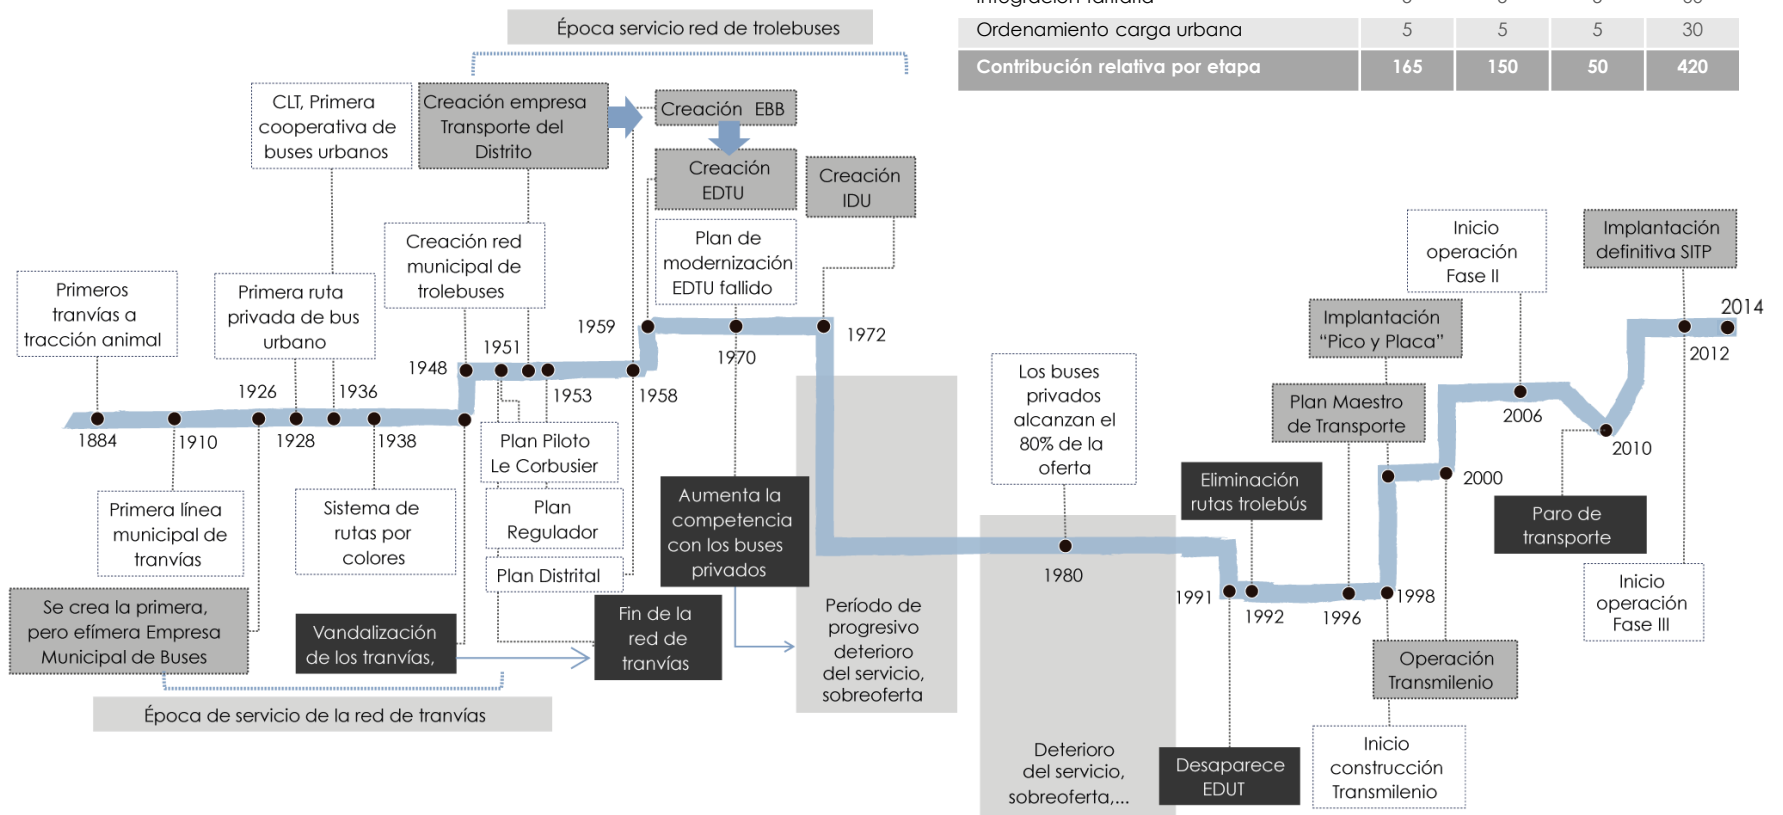 Época servicio red de trolebuses
Ordenamiento carga urbana 5 5 5 30
Contribución relativa por etapa 165 150 50 420
CLT, Primera
cooperativa de
buses urbanos
Creación empresa
Transporte del
Distrito
Creación EBB
Creación
EDTU
Creación
IDU
Plan de
modernización
EDTU fallido
Creación red
municipal de
trolebuses
Primeros
tranvías a
tracción animal
Primera ruta
privada de bus
urbano
Inicio
operación
Fase II
Implantación
definitiva SITP
Implantación
"Pico y Placa"
Plan Maestro
de Transporte
Los buses
privados
alcanzan el
80% de la
oferta
1884
1910
1926
1928
1936
1938
1948
1951
1953
1958
1959
1970
1972
1980
1991
1992
1996
1998
2000
2006
2010
2012
2014
Primera línea
municipal de
tranvías
Sistema de
rutas por
colores
Plan Piloto
Le Corbusier
Plan
Regulador
Plan Distrital
Aumenta la
competencia
con los buses
privados
Eliminación
rutas trolebús
Paro de
transporte
Inicio
operación
Fase III
Se crea la primera,
pero efímera Empresa
Municipal de Buses
Vandalización
de los tranvías,
Fin de la
red de
tranvías
Período de
progresivo
deterioro
del servicio,
sobreoferta
Operación
Transmilenio
Época de servicio de la red de tranvías
Deterioro
del servicio,
sobreoferta,...
Desaparece
EDUT
Inicio
construcción
Transmilenio